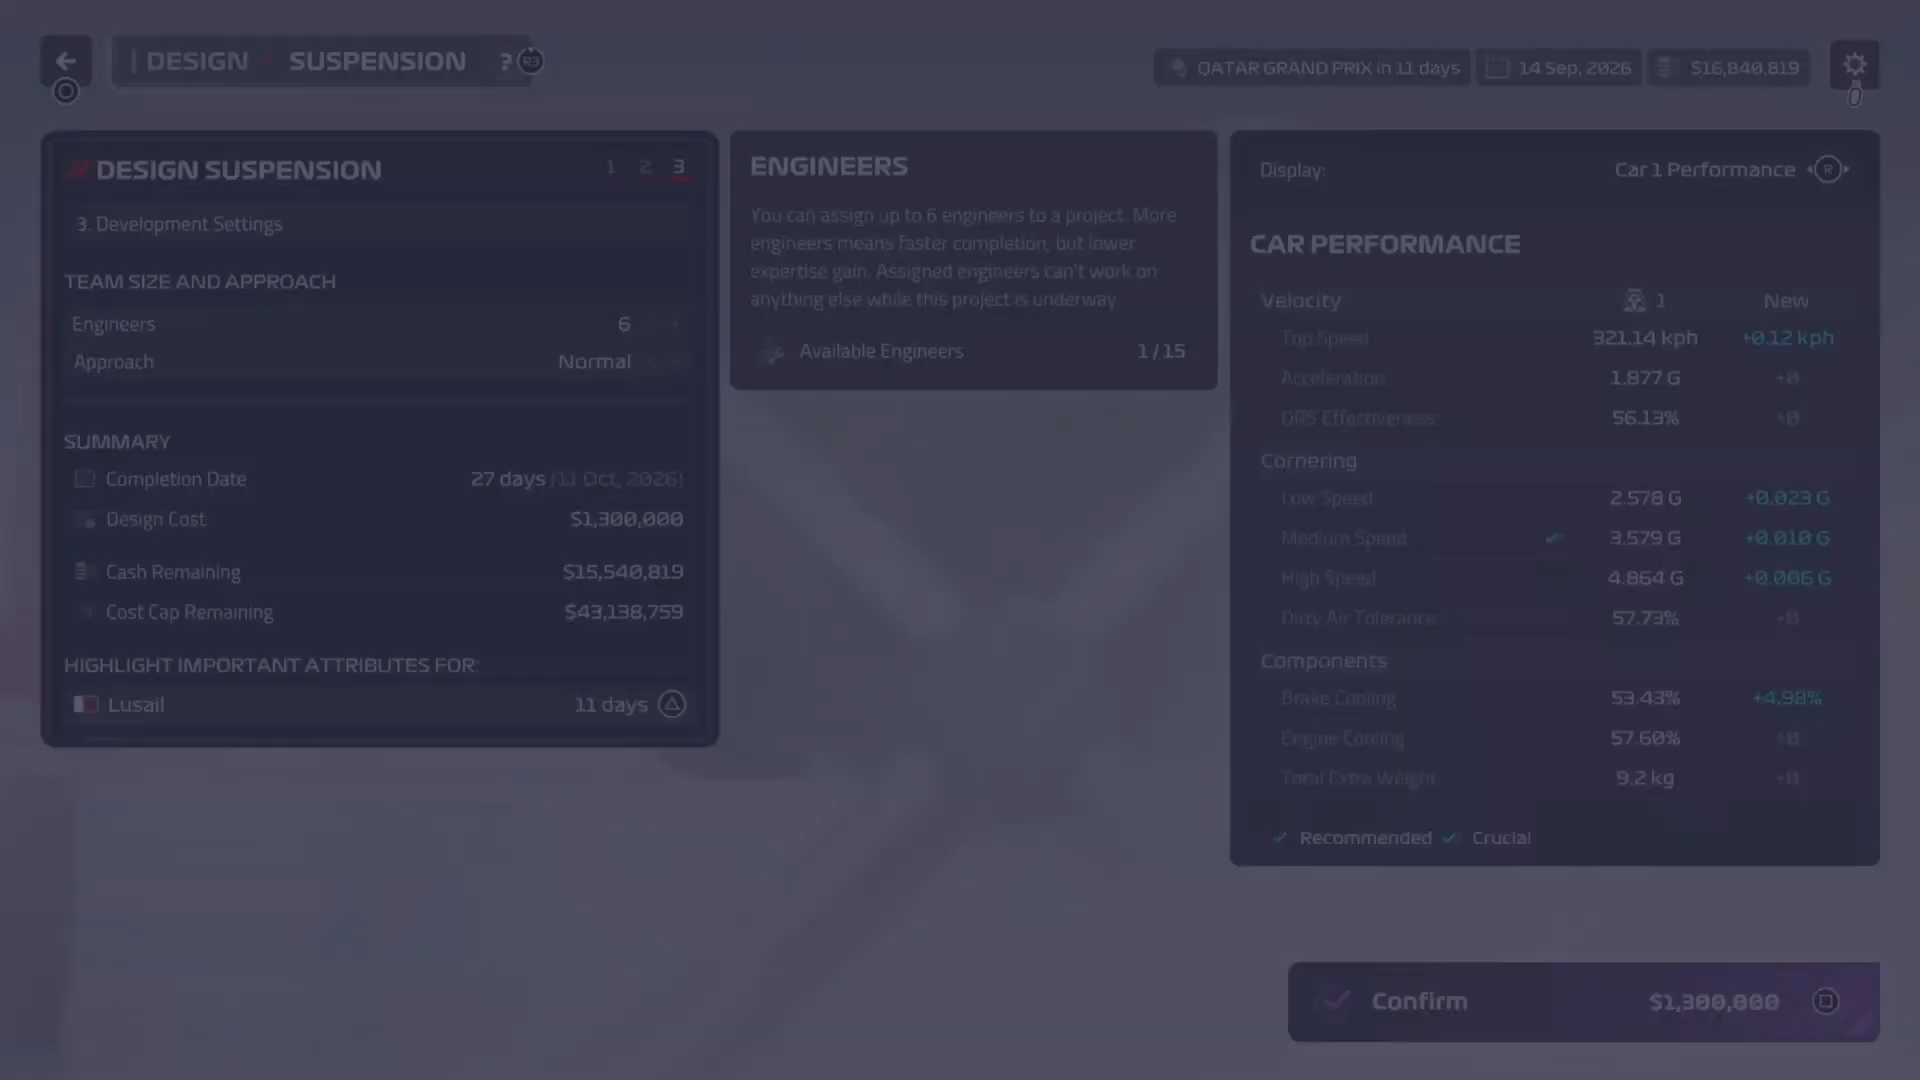 DESIGN SUSPENSION ? R3
QATAR GRAND PRIX in 11 days 14 Sep, 2026 $16,840,819
DESIGN SUSPENSION 1 2 3
3. Development Settings
TEAM SIZE AND APPROACH
Engineers 6
Approach Normal
SUMMARY
Completion Date 27 days (11 Oct, 2026)
Design Cost $1,300,000
Cash Remaining $15,540,819
Cost Cap Remaining $43,138,759
HIGHLIGHT IMPORTANT ATTRIBUTES FOR:
Lusail 11 days
ENGINEERS
You can assign up to 6 engineers to a project. More
engineers means faster completion, but lower
expertise gain. Assigned engineers can't work on
anything else while this project is underway.
Available Engineers 1 / 15
Display: Car 1 Performance R
CAR PERFORMANCE
Velocity 1 New
Top Speed 321.14 kph +0.12 kph
Acceleration 1.877 G +0
DRS Effectiveness 56.13% +0
Cornering
Low Speed 2.578 G +0.023 G
Medium Speed 3.579 G +0.010 G
High Speed 4.864 G +0.006 G
Dirty Air Tolerance 57.73% +0
Components
Brake Cooling 53.43% +4.98%
Engine Cooling 57.60% +0
Total Extra Weight 9.2 kg +0
Recommended Crucial
Confirm $1,300,000